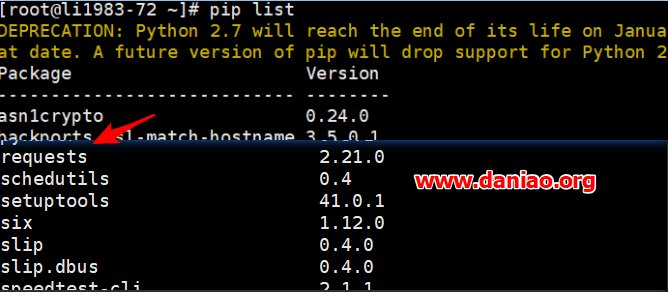 [root@li1983-72 ~]# pip list
DEPRECATION: Python 2.7 will reach the end of its life on Janua
at date. A future version of pip will drop support for Python 2
Package Version
---------------------------- --------
asn1crypto 0.24.0
backports.ssl-match-hostname 3.5.0.1
requests 2.21.0
schedutils 0.4
setuptools 41.0.1
www.daniao.org
six 1.12.0
slip 0.4.0
slip.dbus 0.4.0
speedtest-cli 2.1.1